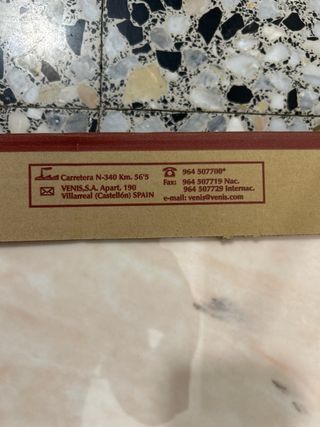 Carretera N-340 Km. 56'5
VENIS,S.A. Apart. 190
Villarreal (Castellón) SPAIN
964 507700*
Fax: 964 507719 Nac.
964 507729 Internac.
e-mail: venis@venis.com